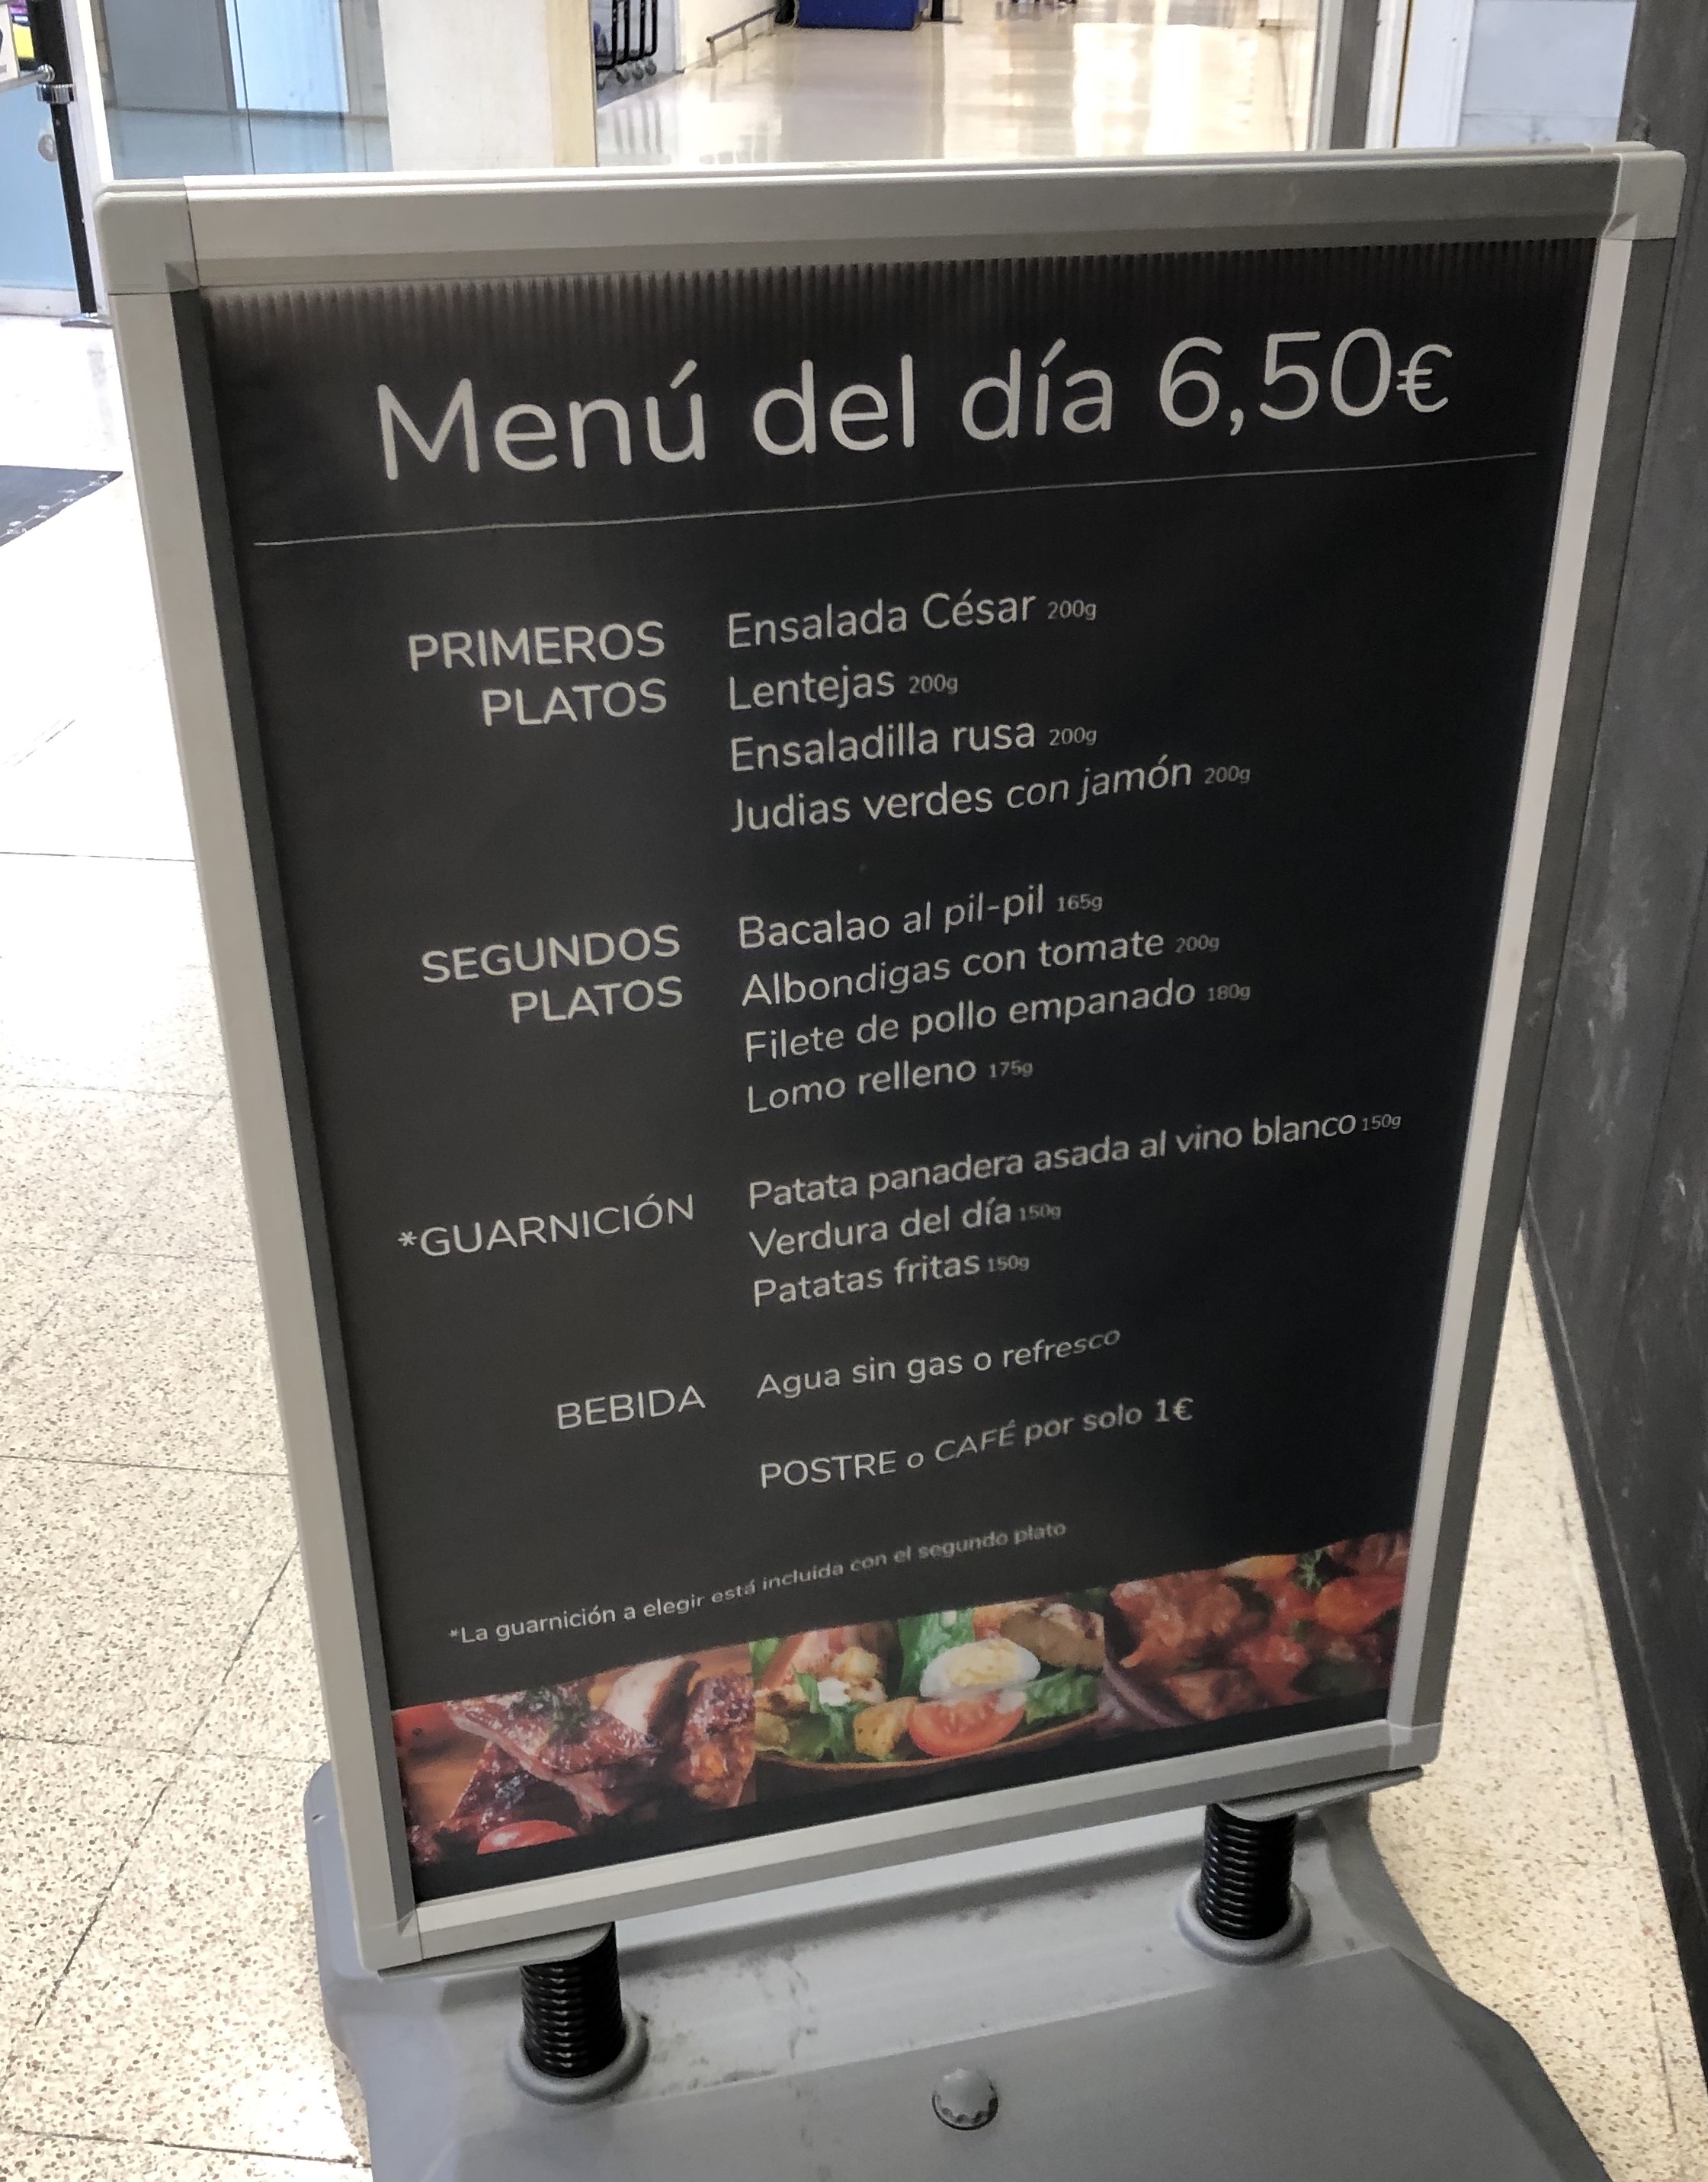 Menú del día 6,50€
PRIMEROS
PLATOS
Ensalada César 200g
Lentejas 200g
Ensaladilla rusa 200g
Judias verdes con jamón 200g
SEGUNDOS
PLATOS
Bacalao al pil-pil 165g
Albondigas con tomate 200g
Filete de pollo empanado 180g
Lomo relleno 175g
*GUARNICIÓN
Patata panadera asada al vino blanco 150g
Verdura del día 150g
Patatas fritas 150g
BEBIDA
Agua sin gas o refresco
POSTRE o CAFÉ por solo 1€
*La guarnición a elegir está incluida con el segundo plato